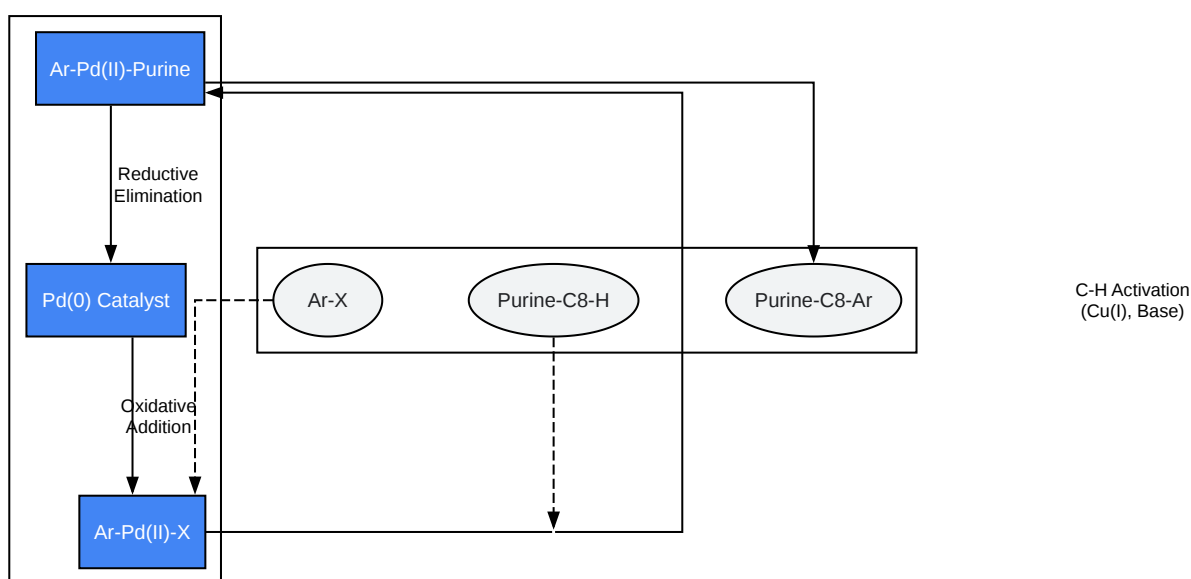 Ar-Pd(II)-Purine
Reductive
Elimination
Pd(0) Catalyst
Ar-X
Purine-C8-H
Purine-C8-Ar
C-H Activation
(Cu(I), Base)
Oxidative
Addition
Ar-Pd(II)-X